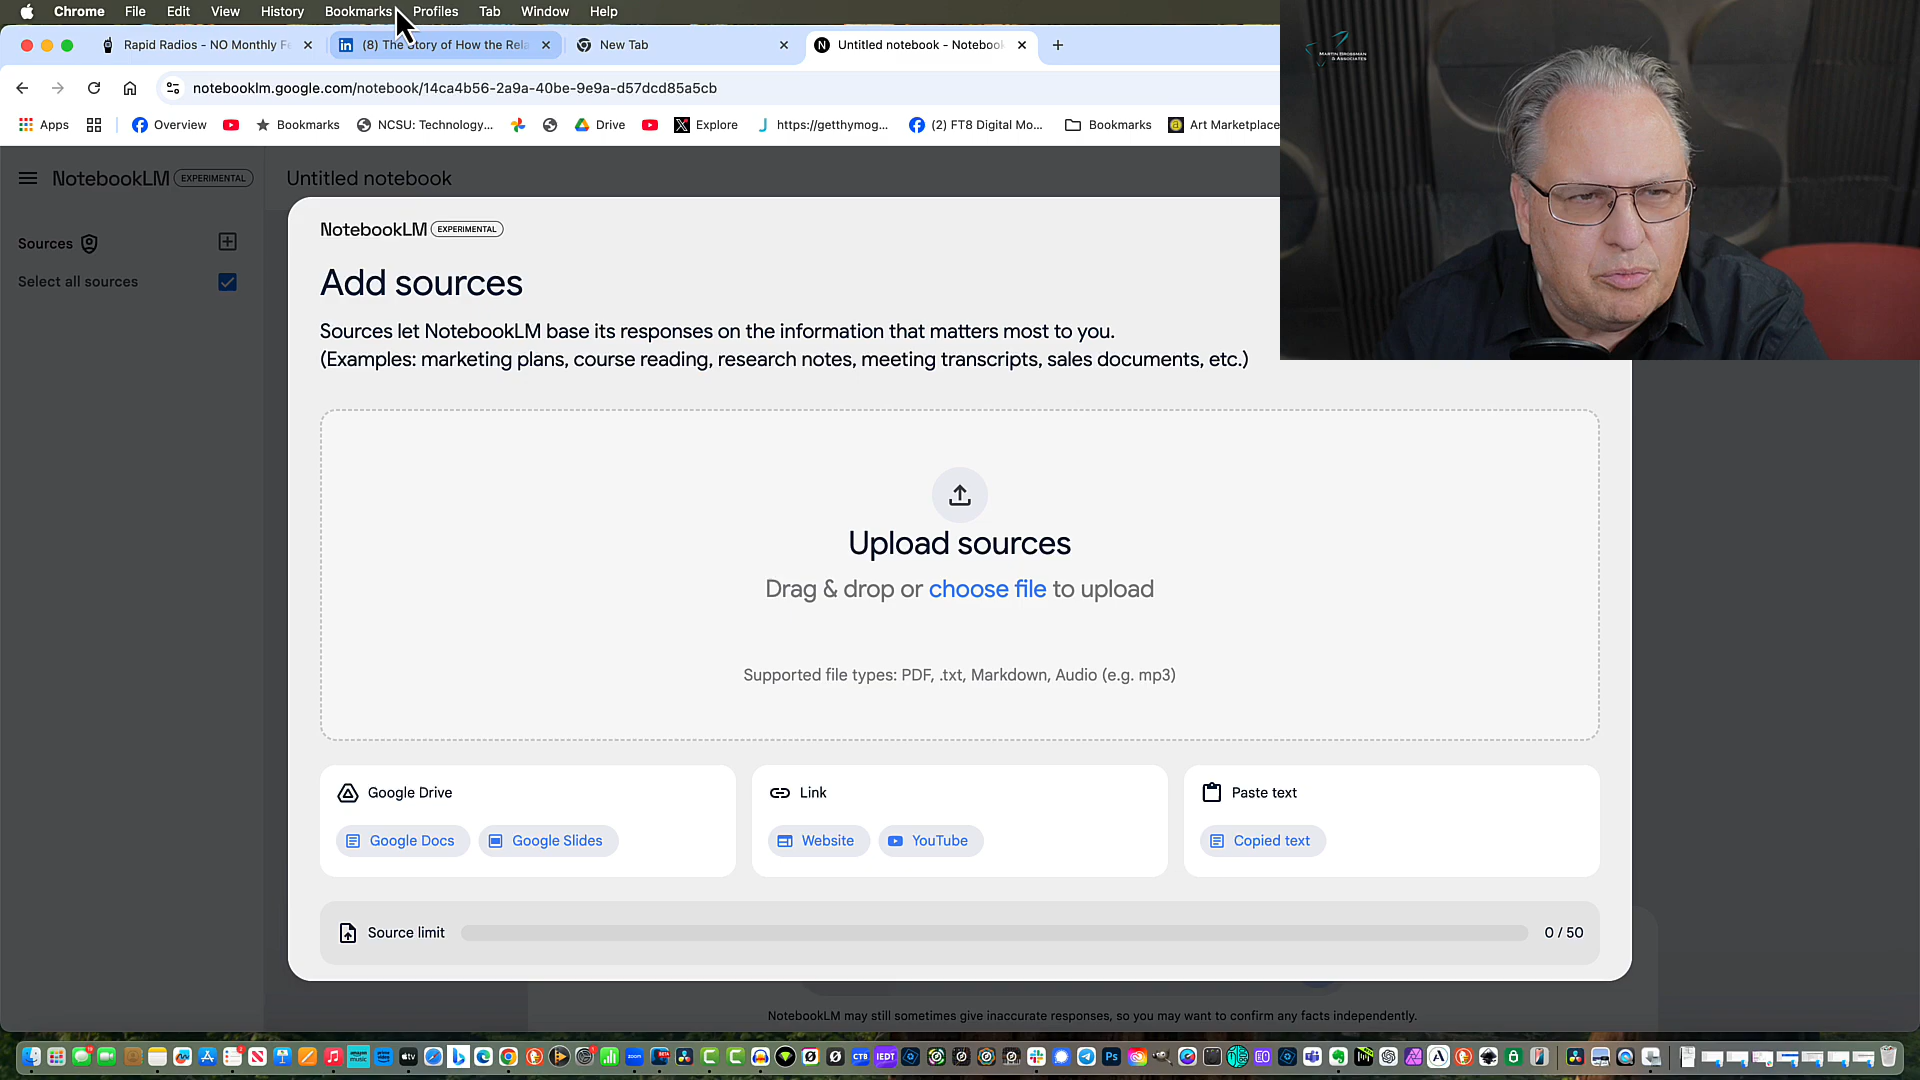 Chrome File Edit View History Bookmarks Profiles Tab Window Help
Rapid Radios - NO Monthly F
(8) The Story of How the Rela
New Tab
Untitled notebook - Notebook
notebooklm.google.com/notebook/14ca4b56-2a9a-40be-9e9a-d57dcd85a5cb
Apps Overview Bookmarks NCSU: Technology... Drive Explore https://getthymog... (2) FT8 Digital Mo... Bookmarks Art Marketplace
MARTIN BROSSMAN
& ASSOCIATES
NotebookLM EXPERIMENTAL
Untitled notebook
Sources
Select all sources
NotebookLM EXPERIMENTAL
Add sources
Sources let NotebookLM base its responses on the information that matters most to you.
(Examples: marketing plans, course reading, research notes, meeting transcripts, sales documents, etc.)
Upload sources
Drag & drop or choose file to upload
Supported file types: PDF, .txt, Markdown, Audio (e.g. mp3)
Google Drive
Google Docs Google Slides
Link
Website YouTube
Paste text
Copied text
Source limit 0 / 50
NotebookLM may still sometimes give inaccurate responses, so you may want to confirm any facts independently.